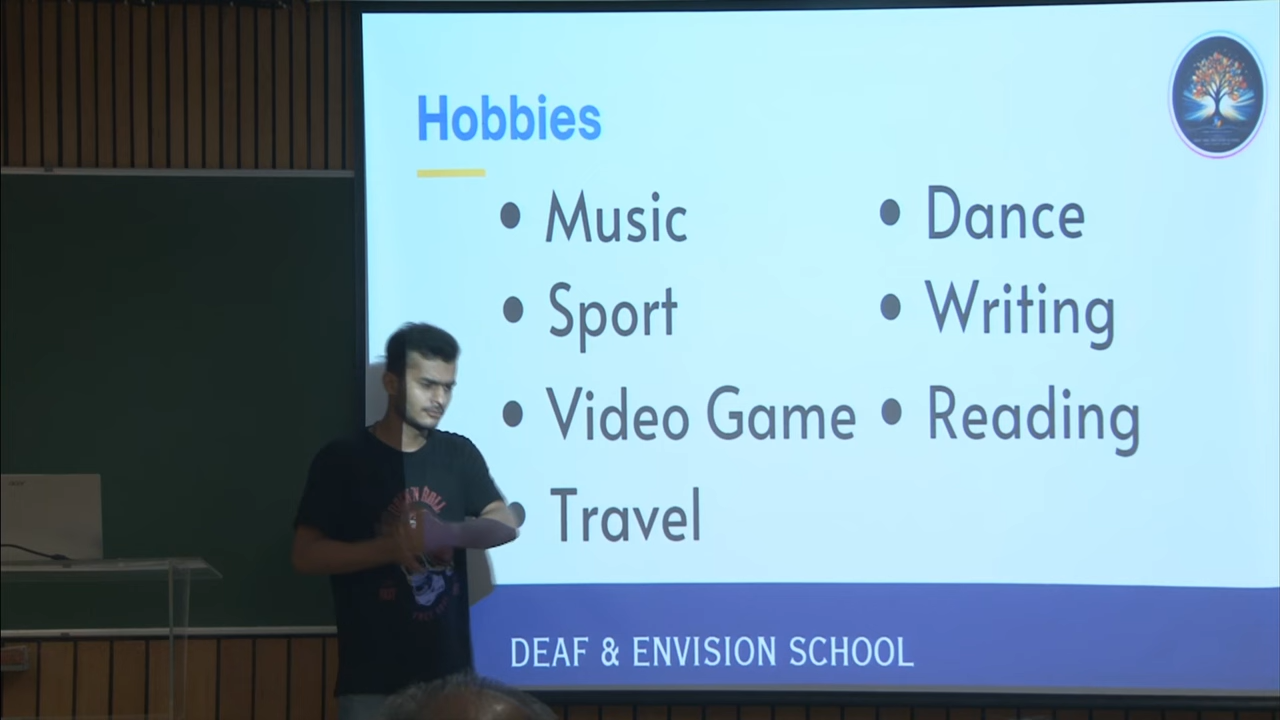 Hobbies
• Music
• Sport
• Video Game
• Travel
• Dance
• Writing
• Reading
DEAF & ENVISION SCHOOL